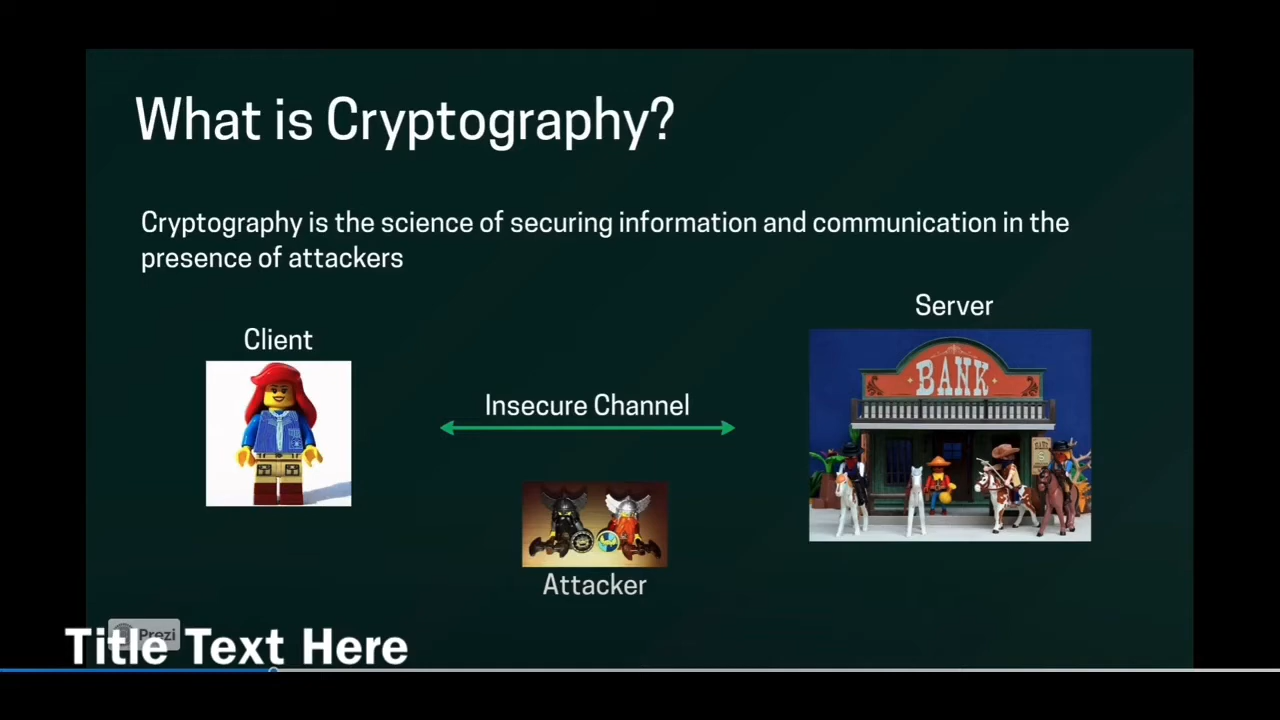 What is Cryptography?
Cryptography is the science of securing information and communication in the
presence of attackers
Server
Client
BANK
Insecure Channel
Attacker
Prezi
Title Text Here